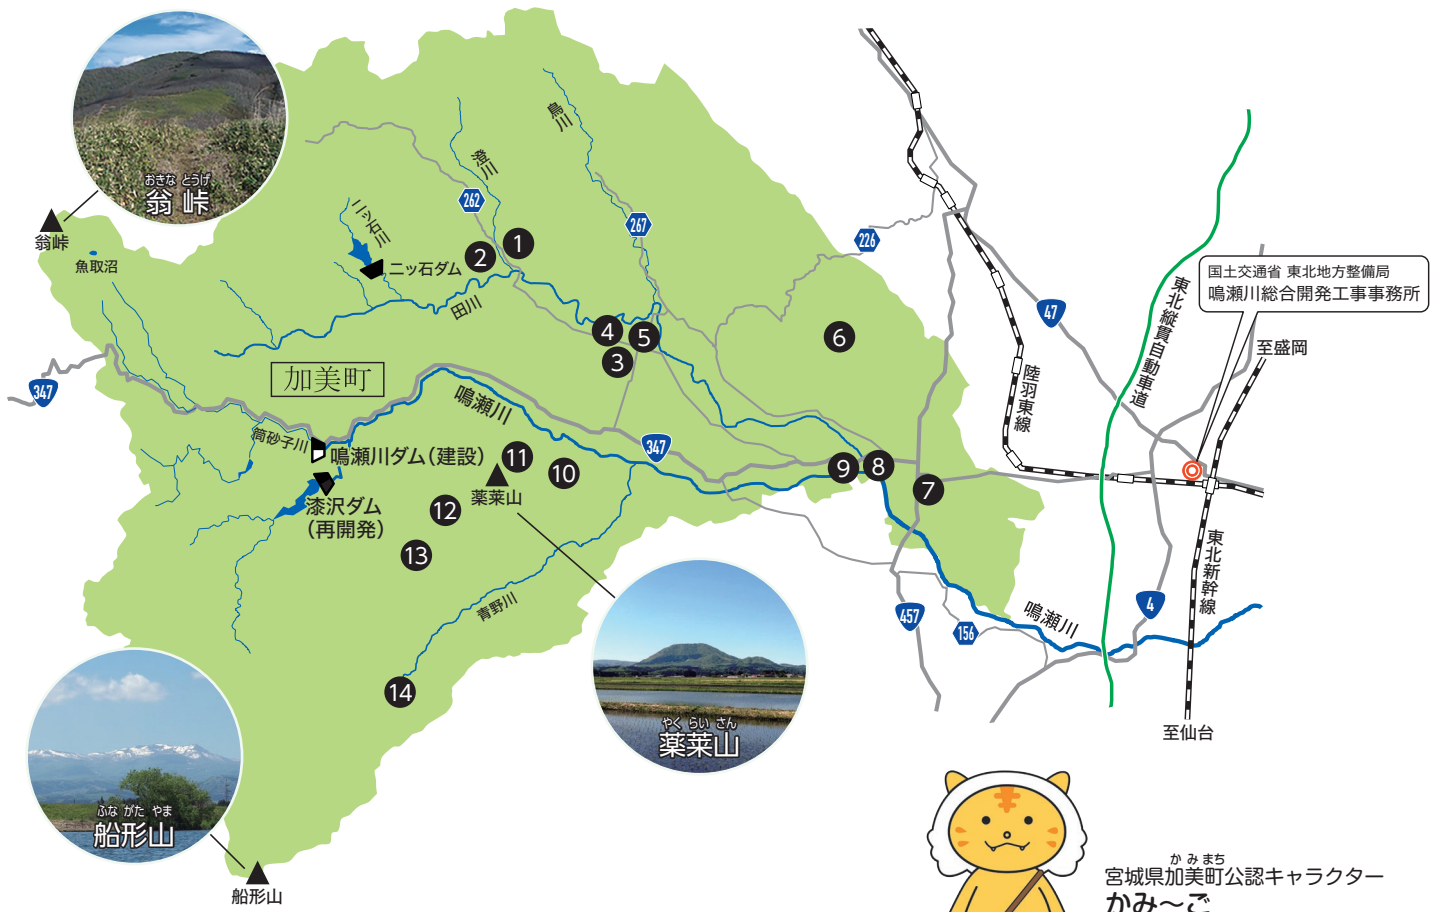 おきな とうげ
翁 峠
翁峠
魚取沼
二ッ石川
二ッ石ダム
澄川
262
鳥川
267
226
田川
1
2
3
4
5
6
7
8
9
10
11
12
13
14
加美町
347
鳴瀬川
347
筒砂子川
鳴瀬川ダム（建設）
漆沢ダム
（再開発）
薬莱山
青野川
やく らい さん
薬莱山
ふな がた やま
船形山
船形山
国土交通省 東北地方整備局
鳴瀬川総合開発工事事務所
47
東北縦貫自動車道
至盛岡
陸羽東線
東北新幹線
4
457
156
鳴瀬川
至仙台
か み まち
宮城県加美町公認キャラクター
かみ～ご